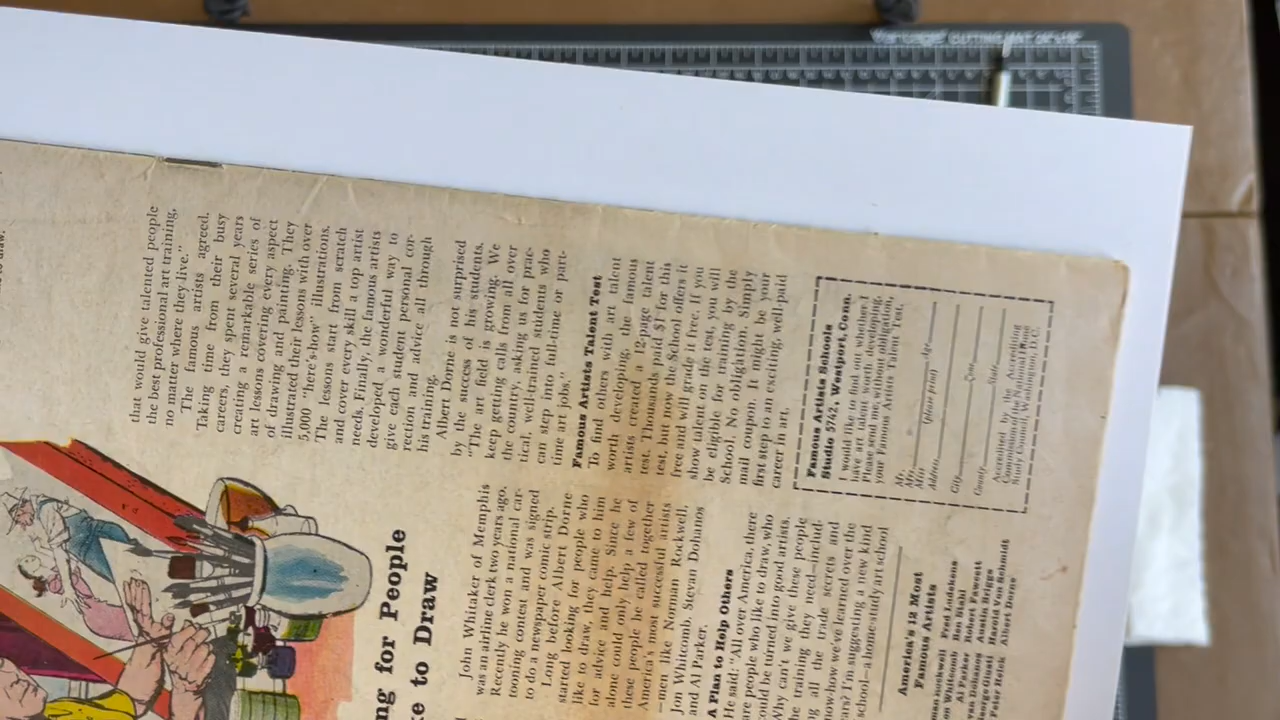 ng for People
ke to Draw
John Whitaker of Memphis
was an airline clerk two years ago.
Recently he won a national car-
tooning contest and was signed
to do a newspaper comic strip.
Long before Albert Dorne
started looking for people who
like to draw, they came to him
for advice and help. Since he
alone could only help a few of
these people he called together
America's most successful artists
—men like Norman Rockwell,
Jon Whitcomb, Stevan Dohanos
and Al Parker.
A Plan to Help Others
He said: "All over America, there
are people who like to draw, who
could be turned into good artists.
Why can't we give these people
the training they need—includ-
ng all the trade secrets and
now-how we've learned over the
ears? I'm suggesting a new kind
school—a home-study art school
that would give talented people
the best professional art training,
no matter where they live."
The famous artists agreed.
Taking time from their busy
careers, they spent several years
creating a remarkable series of
art lessons covering every aspect
of drawing and painting. They
illustrated their lessons with over
5,000 "here's-how" illustrations.
The lessons start from scratch
and cover every skill a top artist
needs. Finally, the famous artists
developed a wonderful way to
give each student personal cor-
rection and advice all through
his training.
Albert Dorne is not surprised
by the success of his students.
"The art field is growing. We
keep getting calls from all over
the country, asking us for prac-
tical, well-trained students who
can step into full-time or part-
time art jobs."
Famous Artists Talent Test
To find others with art talent
worth developing, the famous
artists created a 12-page talent
test. Thousands paid $1 for this
test, but now the School offers it
free and will grade it free. If you
show talent on the test, you will
be eligible for training by the
School. No obligation. Simply
mail coupon. It might be your
first step to an exciting, well-paid
career in art.
America's 12 Most
Famous Artists
man Rockwell Fred Ludekens
on Whitcomb Ben Stahl
Al Parker Robert Fawcett
van Dohanos Austin Briggs
George Giusti Harold Von Schmidt
Peter Helck Albert Dorne
Famous Artists Schools
Studio 5742, Westport, Conn.
I would like to find out whether I
have art talent worth developing.
Please send me, without obligation,
your Famous Artists Talent Test.
Mr.
Mrs. Age
Miss (please print)
Address
City Zone
County State
Accredited by the Accrediting
Commission of the National Home
Study Council, Washington, D.C.